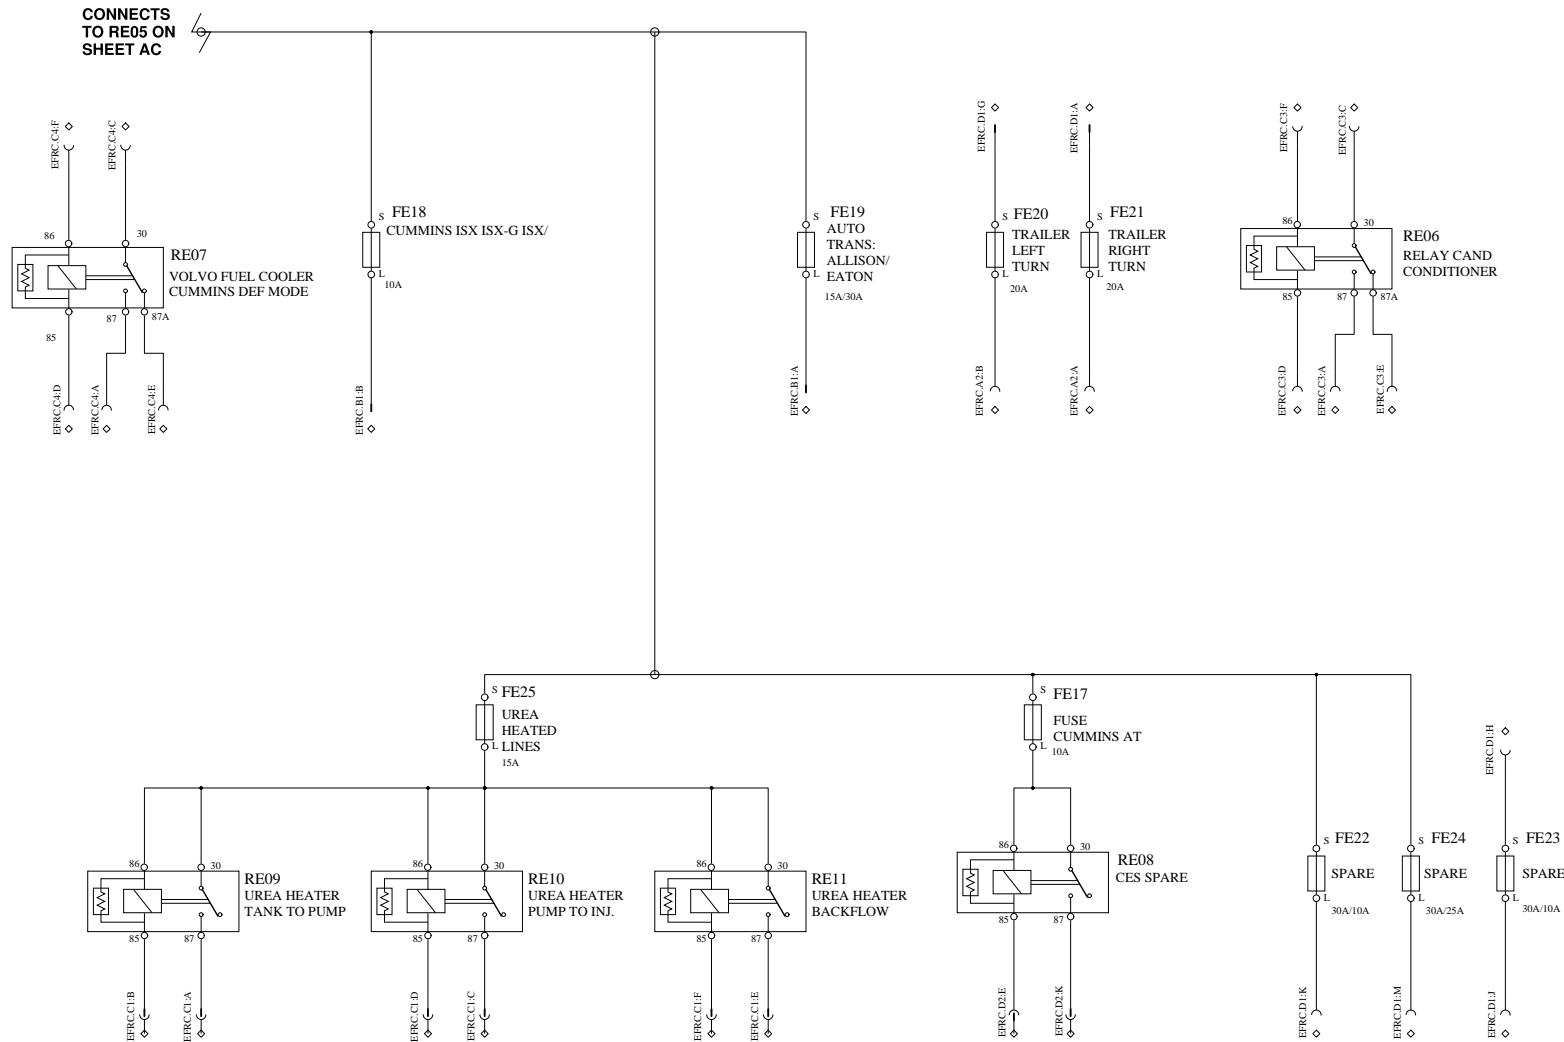 CONNECTS
TO RE05 ON
SHEET AC
EFRC.C4:F
EFRC.C4:C
86
30
RE07
VOLVO FUEL COOLER
CUMMINS DEF MODE
87
87A
85
EFRC.C4:D
EFRC.C4:A
EFRC.C4:E
S
FE18
CUMMINS ISX ISX-G ISX/
L
10A
EFRC.B1:B
S
FE19
AUTO
TRANS:
ALLISON/
EATON
L
15A/30A
EFRC.B1:A
EFRC.D1:G
S
FE20
TRAILER
LEFT
TURN
L
20A
EFRC.A2:B
EFRC.D1:A
S
FE21
TRAILER
RIGHT
TURN
L
20A
EFRC.A2:A
EFRC.C3:F
EFRC.C3:C
86
30
RE06
RELAY CAND
CONDITIONER
85
87
87A
EFRC.C3:D
EFRC.C3:A
EFRC.C3:E
S
FE25
UREA
HEATED
LINES
L
15A
86
30
RE09
UREA HEATER
TANK TO PUMP
85
87
EFRC.C1:B
EFRC.C1:A
86
30
RE10
UREA HEATER
PUMP TO INJ.
85
87
EFRC.C1:D
EFRC.C1:C
86
30
RE11
UREA HEATER
BACKFLOW
85
87
EFRC.C1:F
EFRC.C1:E
S
FE17
FUSE
CUMMINS AT
L
10A
86
30
RE08
CES SPARE
85
87
EFRC.D2:E
EFRC.D2:K
S
FE22
SPARE
L
30A/10A
EFRC.D1:K
S
FE24
SPARE
L
30A/25A
EFRC.D1:M
EFRC.D1:H
S
FE23
SPARE
L
30A/10A
EFRC.D1:J